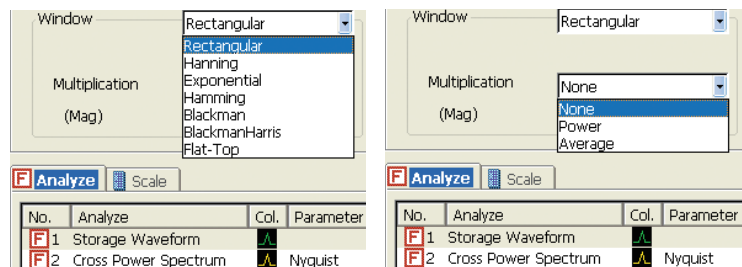 Window Rectangular
Rectangular
Hanning
Exponential
Hamming
Blackman
BlackmanHarris
Flat-Top
Multiplication
(Mag)
F Analyze Scale
No. Analyze Col. Parameter
F 1 Storage Waveform
F 2 Cross Power Spectrum Nyquist
Window Rectangular
Multiplication None
(Mag)
None
Power
Average
F Analyze Scale
No. Analyze Col. Parameter
F 1 Storage Waveform
F 2 Cross Power Spectrum Nyquist